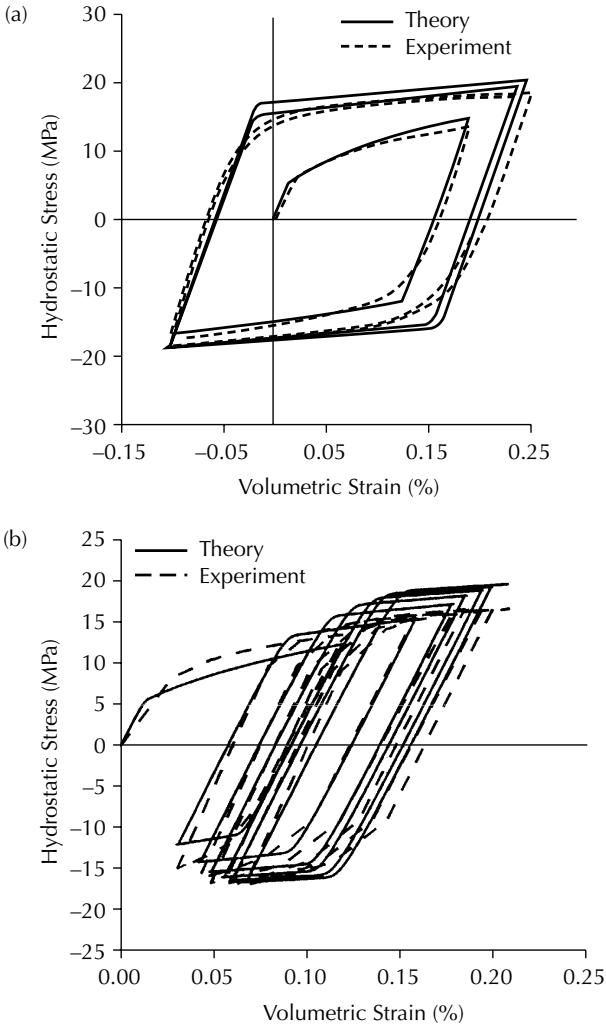 (a)
Theory
Experiment
Hydrostatic Stress (MPa)
30
20
10
0
−10
−20
−30
−0.15 −0.05 0.05 0.15 0.25
Volumetric Strain (%)
(b)
Theory
Experiment
Hydrostatic Stress (MPa)
25
20
15
10
5
0
−5
−10
−15
−20
−25
0.00 0.05 0.10 0.15 0.20 0.25
Volumetric Strain (%)